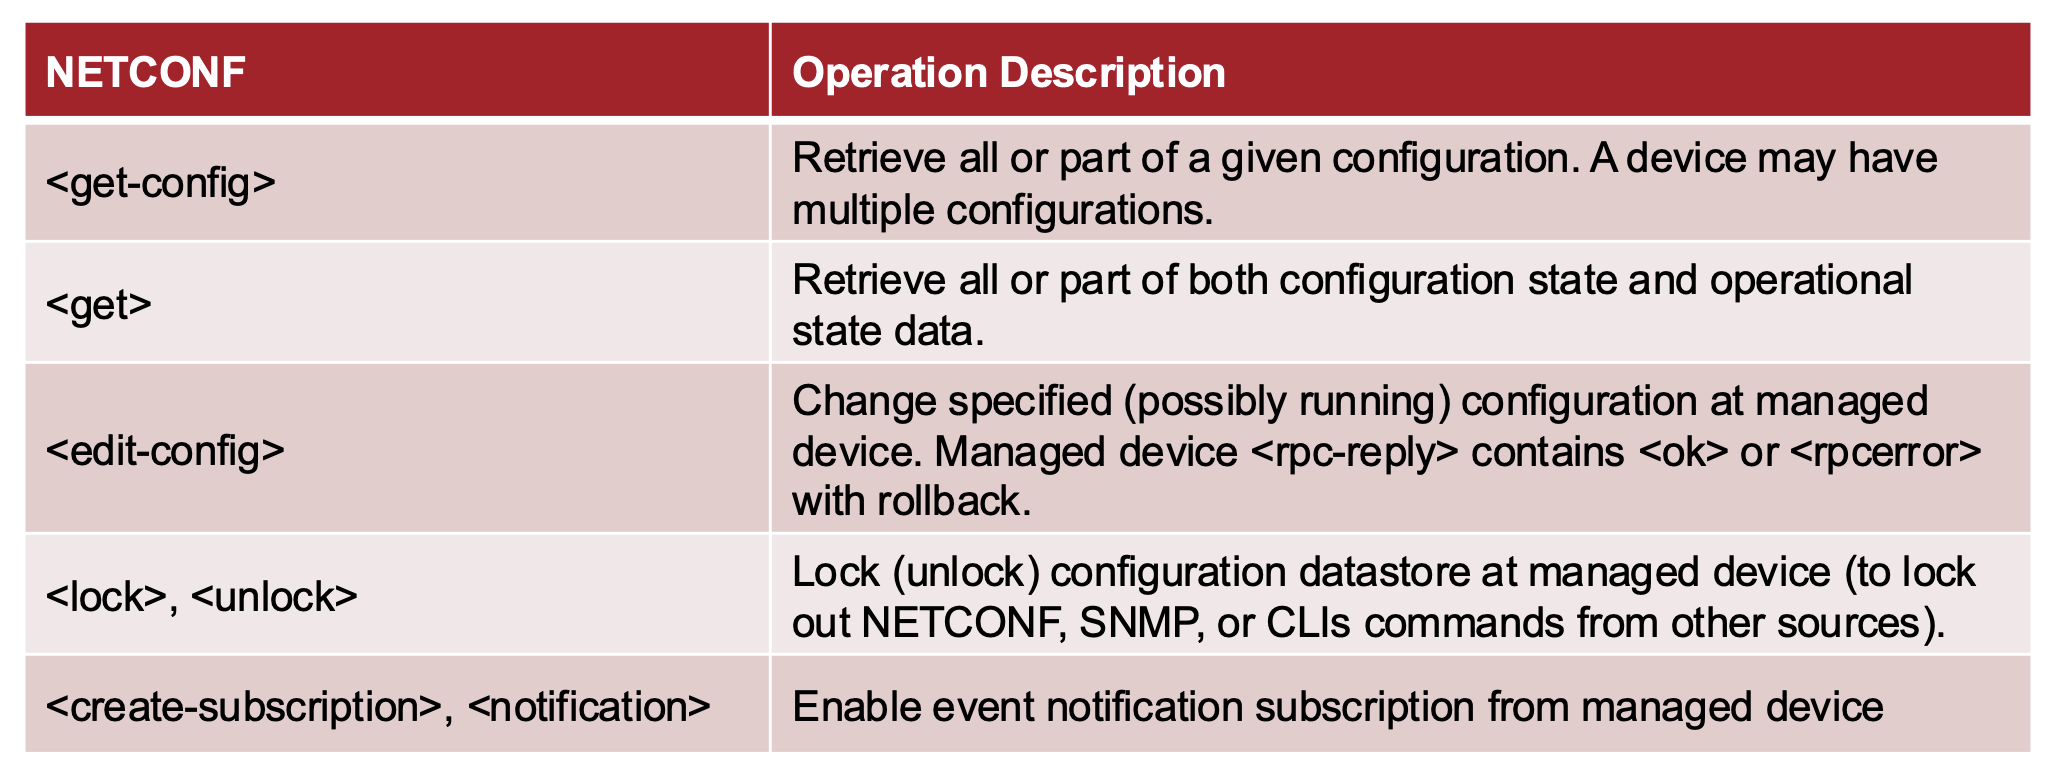 NETCONF
Operation Description
<get-config>
Retrieve all or part of a given configuration. A device may have
multiple configurations.
<get>
Retrieve all or part of both configuration state and operational
state data.
<edit-config>
Change specified (possibly running) configuration at managed
device. Managed device <rpc-reply> contains <ok> or <rpcerror>
with rollback.
<lock>, <unlock>
Lock (unlock) configuration datastore at managed device (to lock
out NETCONF, SNMP, or CLIs commands from other sources).
<create-subscription>, <notification>
Enable event notification subscription from managed device